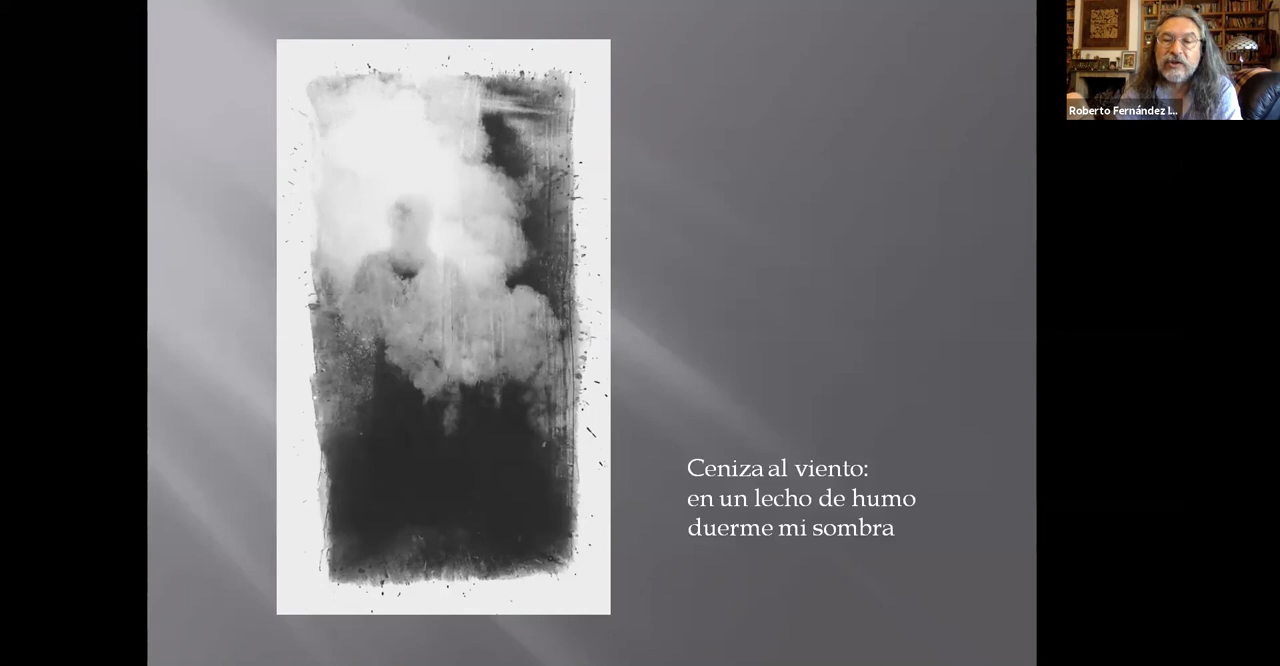 Roberto Fernández L..
Ceniza al viento:
en un lecho de humo
duerme mi sombra